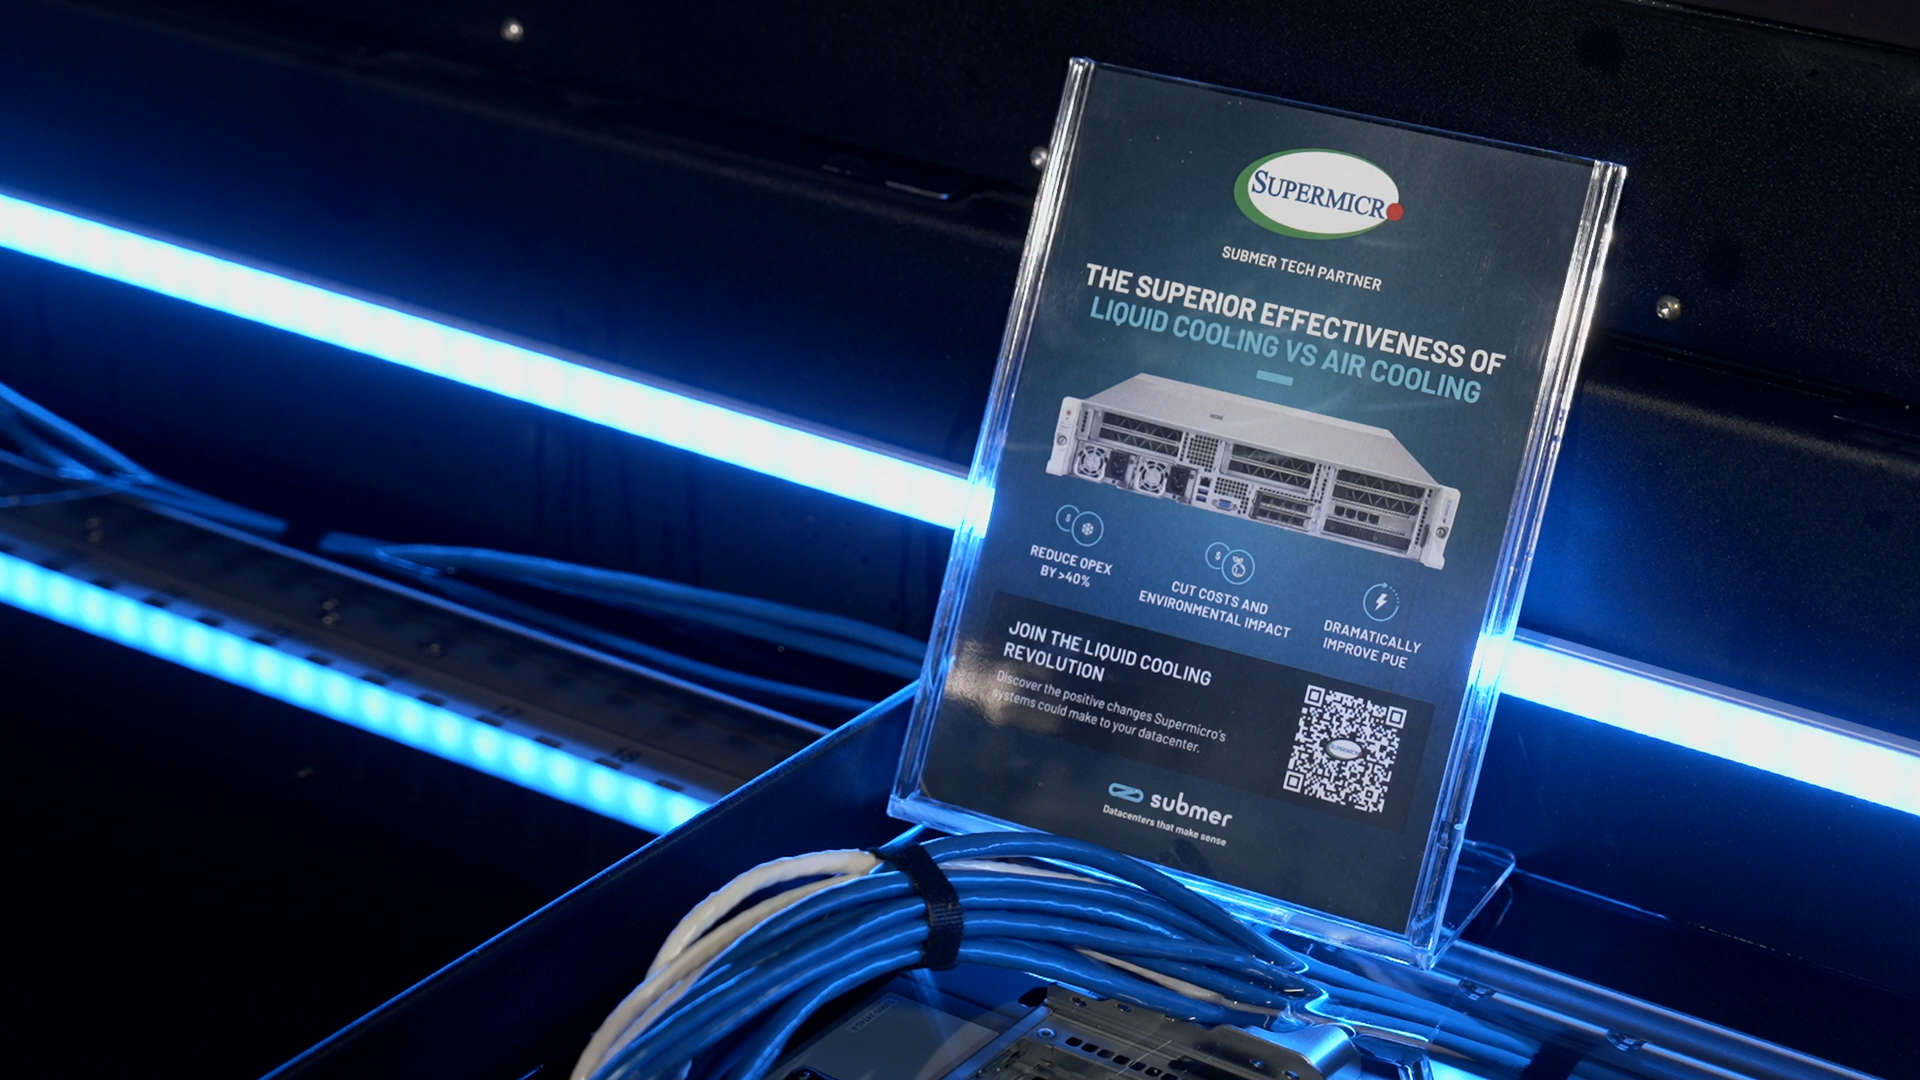 SUPERMICR
SUBMER TECH PARTNER
THE SUPERIOR EFFECTIVENESS OF
LIQUID COOLING VS AIR COOLING
REDUCE OPEX
BY >40%
CUT COSTS AND
ENVIRONMENTAL IMPACT
DRAMATICALLY
IMPROVE PUE
JOIN THE LIQUID COOLING
REVOLUTION
Discover the positive changes Supermicro's
systems could make to your datacenter.
submer
Datacenters that make sense